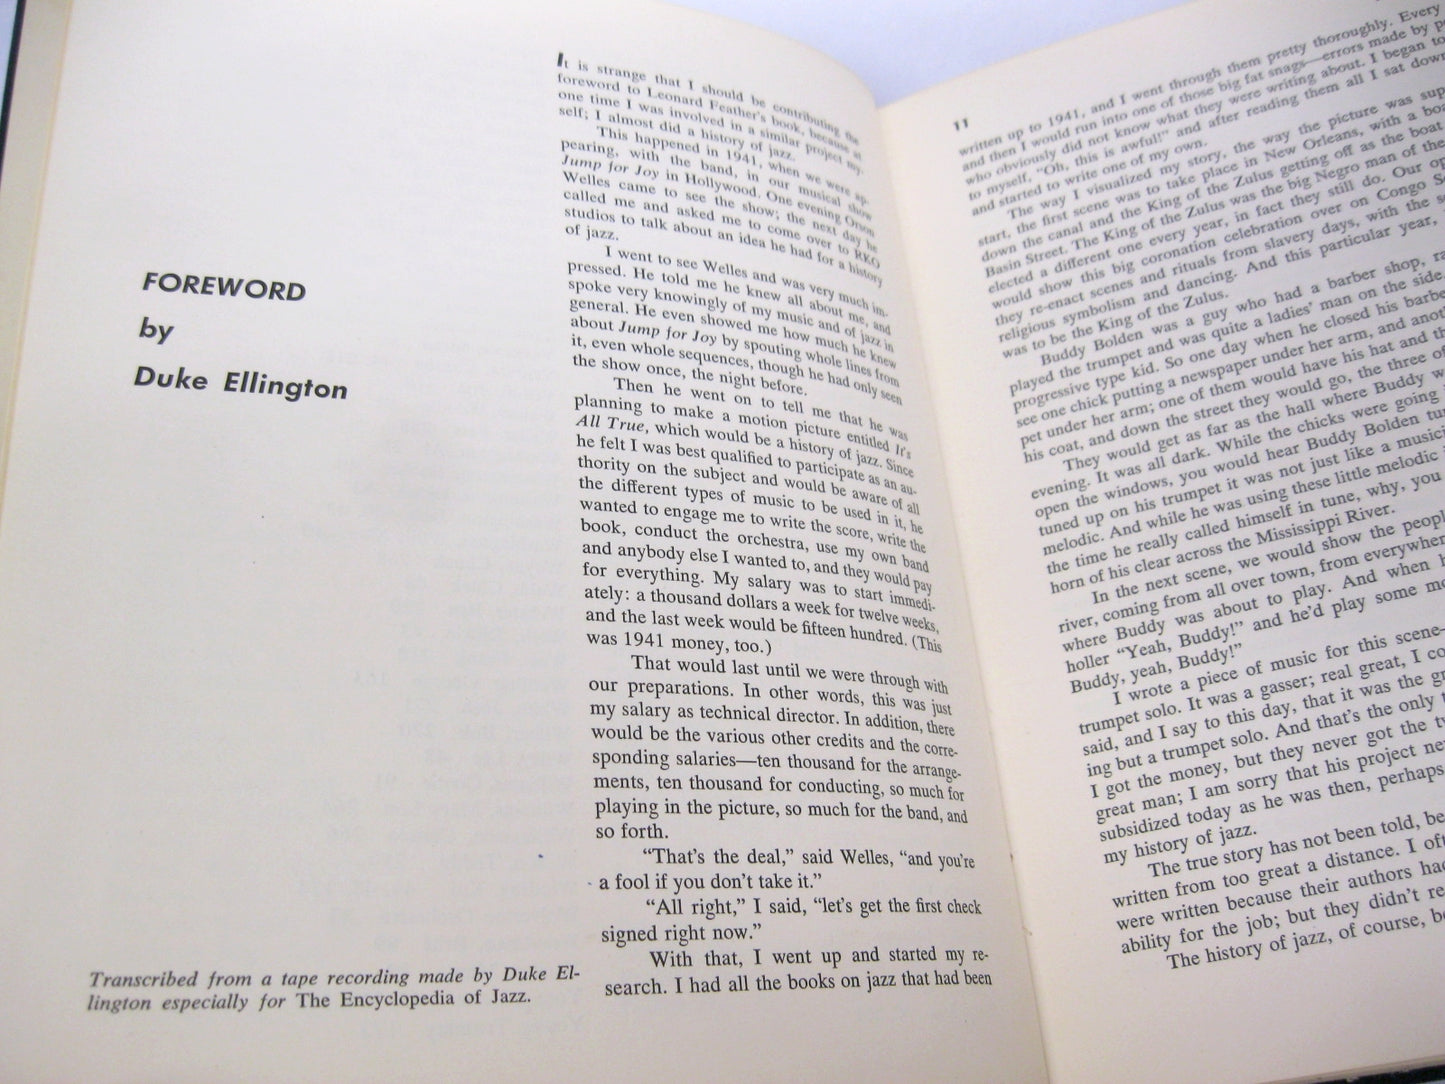 FOREWORD
by
Duke Ellington
Transcribed from a tape recording made by Duke El-
lington especially for The Encyclopedia of Jazz.
It is strange that I should be contributing the
foreword to Leonard Feather's book, because at
one time I was involved in a similar project my-
self; I almost did a history of jazz.
This happened in 1941, when we were ap-
pearing, with the band, in our musical show
Jump for Joy in Hollywood. One evening Orson
Welles came to see the show; the next day he
called me and asked me to come over to RKO
studios to talk about an idea he had for a history
of jazz.
I went to see Welles and was very much im-
pressed. He told me he knew all about me, and
spoke very knowingly of my music and of jazz in
general. He even showed me how much he knew
about Jump for Joy by spouting whole lines from
it, even whole sequences, though he had only seen
the show once, the night before.
Then he went on to tell me that he was
planning to make a motion picture entitled It's
All True, which would be a history of jazz. Since
he felt I was best qualified to participate as an au-
thority on the subject and would be aware of all
the different types of music to be used in it, he
wanted to engage me to write the score, write the
book, conduct the orchestra, use my own band
and anybody else I wanted to, and they would pay
for everything. My salary was to start immedi-
ately: a thousand dollars a week for twelve weeks,
and the last week would be fifteen hundred. (This
was 1941 money, too.)
That would last until we were through with
our preparations. In other words, this was just
my salary as technical director. In addition, there
would be the various other credits and the corre-
sponding salaries—ten thousand for the arrange-
ments, ten thousand for conducting, so much for
playing in the picture, so much for the band, and
so forth.
“That's the deal,” said Welles, “and you're
a fool if you don't take it.”
“All right,” I said, “let's get the first check
signed right now.”
With that, I went up and started my re-
search. I had all the books on jazz that had been
11
written up to 1941, and I went through them pretty thoroughly. Every
and then I would run into one of those big fat snags—errors made by
who obviously did not know what they were writing about. I began to
to myself, “Oh, this is awful!” and after reading them all I sat down
and started to write one of my own.
The way I visualized my story, the way the picture was
start, the first scene was to take place in New Orleans, with a
down the canal and the King of the Zulus getting off as the boat
Basin Street. The King of the Zulus was the big Negro man of the
elected a different one every year, in fact they still do. Our
would show this big coronation celebration over on Congo
they re-enact scenes and rituals from slavery days, with the
religious symbolism and dancing. And this particular year,
was to be the King of the Zulus.
Buddy Bolden was a guy who had a barber shop,
played the trumpet and was quite a ladies' man on the side
progressive type kid. So one day when he closed his
see one chick putting a newspaper under her arm, and
pet under her arm; one of them would have his hat and
his coat, and down the street they would go, the three of
They would get as far as the hall where Buddy
evening. It was all dark. While the chicks were going
open the windows, you would hear Buddy Bolden
tuned up on his trumpet it was not just like a
melodic. And while he was using these little melodic
the time he really called himself in tune, why, you
horn of his clear across the Mississippi River.
In the next scene, we would show the
river, coming from all over town, from
where Buddy was about to play. And when
holler “Yeah, Buddy!” and he'd play some
Buddy, yeah, Buddy!”
I wrote a piece of music for this scene—
trumpet solo. It was a gasser; real great, I
said, and I say to this day, that it was the
ing but a trumpet solo. And that's the only
I got the money, but they never got the
great man; I am sorry that his project
subsidized today as he was then, perhaps
my history of jazz.
The true story has not been told,
written from too great a distance. I
were written because their authors had
ability for the job; but they didn't
The history of jazz, of course,